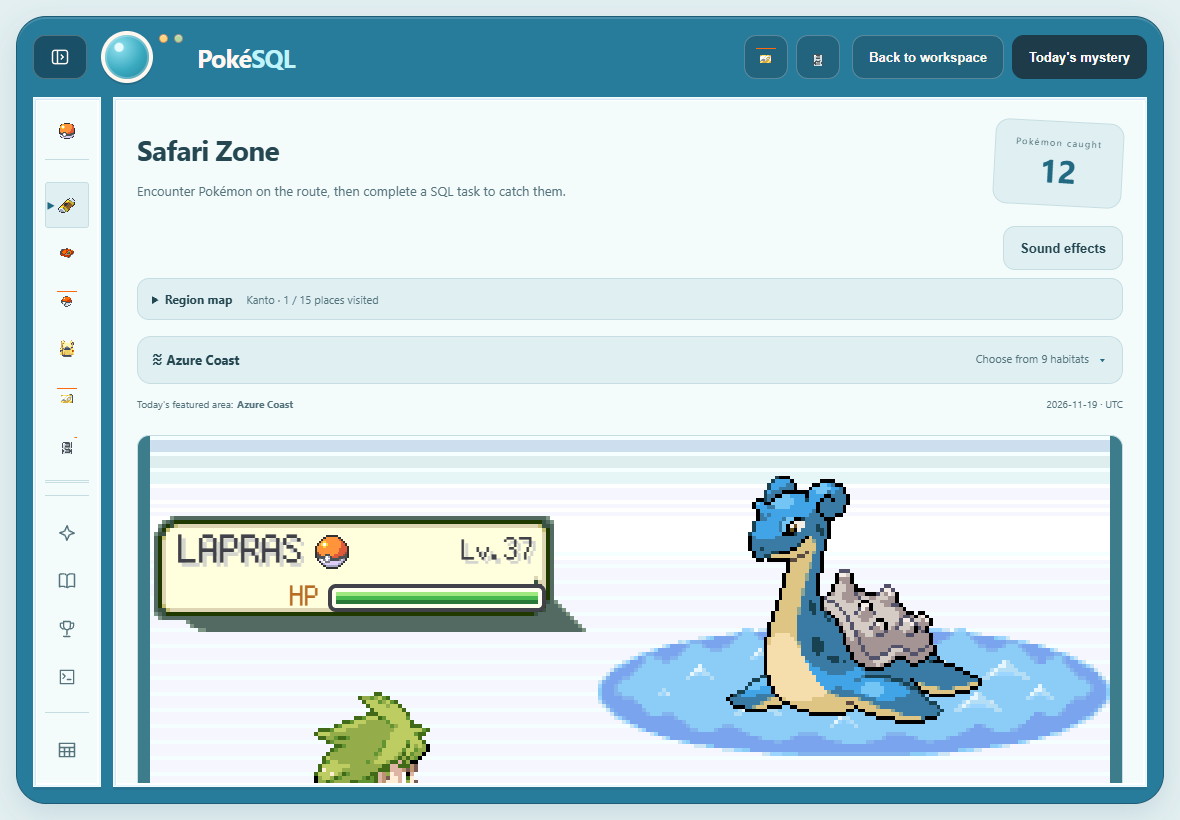 PokéSQL
Back to workspace
Today's mystery
Safari Zone
Encounter Pokémon on the route, then complete a SQL task to catch them.
Pokémon caught
12
Sound effects
Region map
Kanto · 1 / 15 places visited
Azure Coast
Choose from 9 habitats
Today's featured area: Azure Coast
2026-11-19 · UTC
LAPRAS
Lv.37
HP